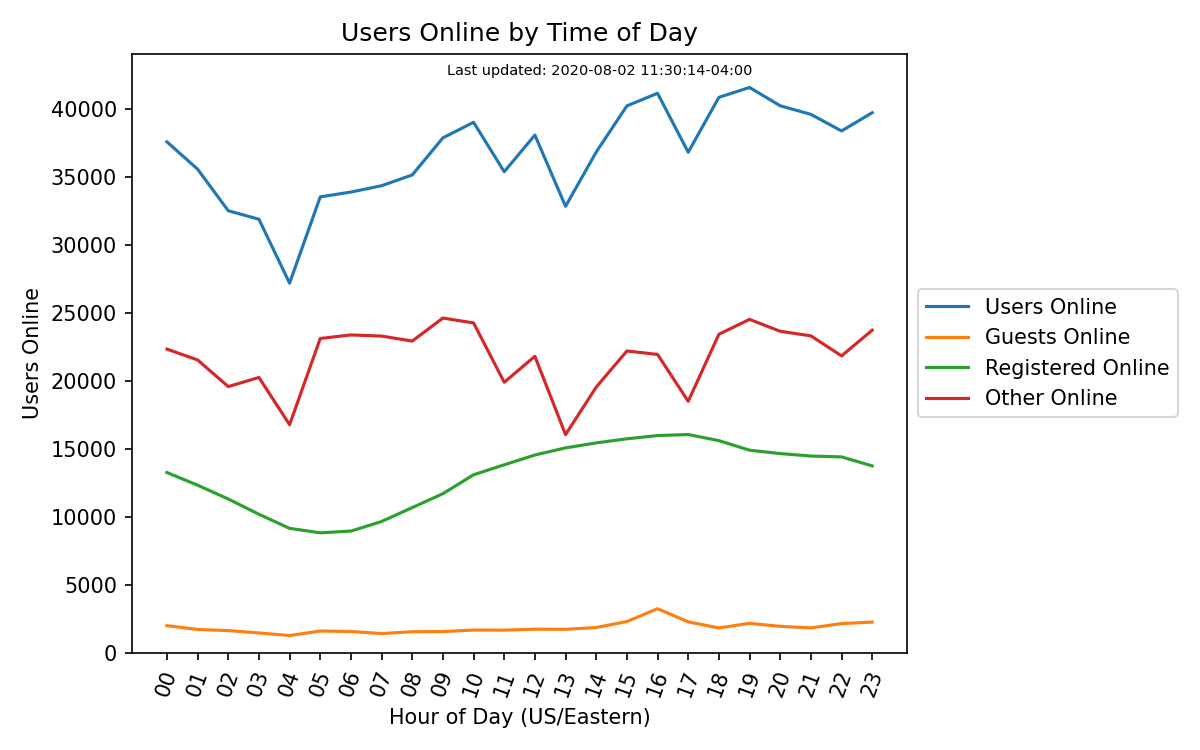 Users Online by Time of Day
Last updated: 2020-08-02 11:30:14-04:00
Users Online
40000
35000
30000
25000
20000
15000
10000
5000
0
00 01 02 03 04 05 06 07 08 09 10 11 12 13 14 15 16 17 18 19 20 21 22 23
Hour of Day (US/Eastern)
Users Online
Guests Online
Registered Online
Other Online